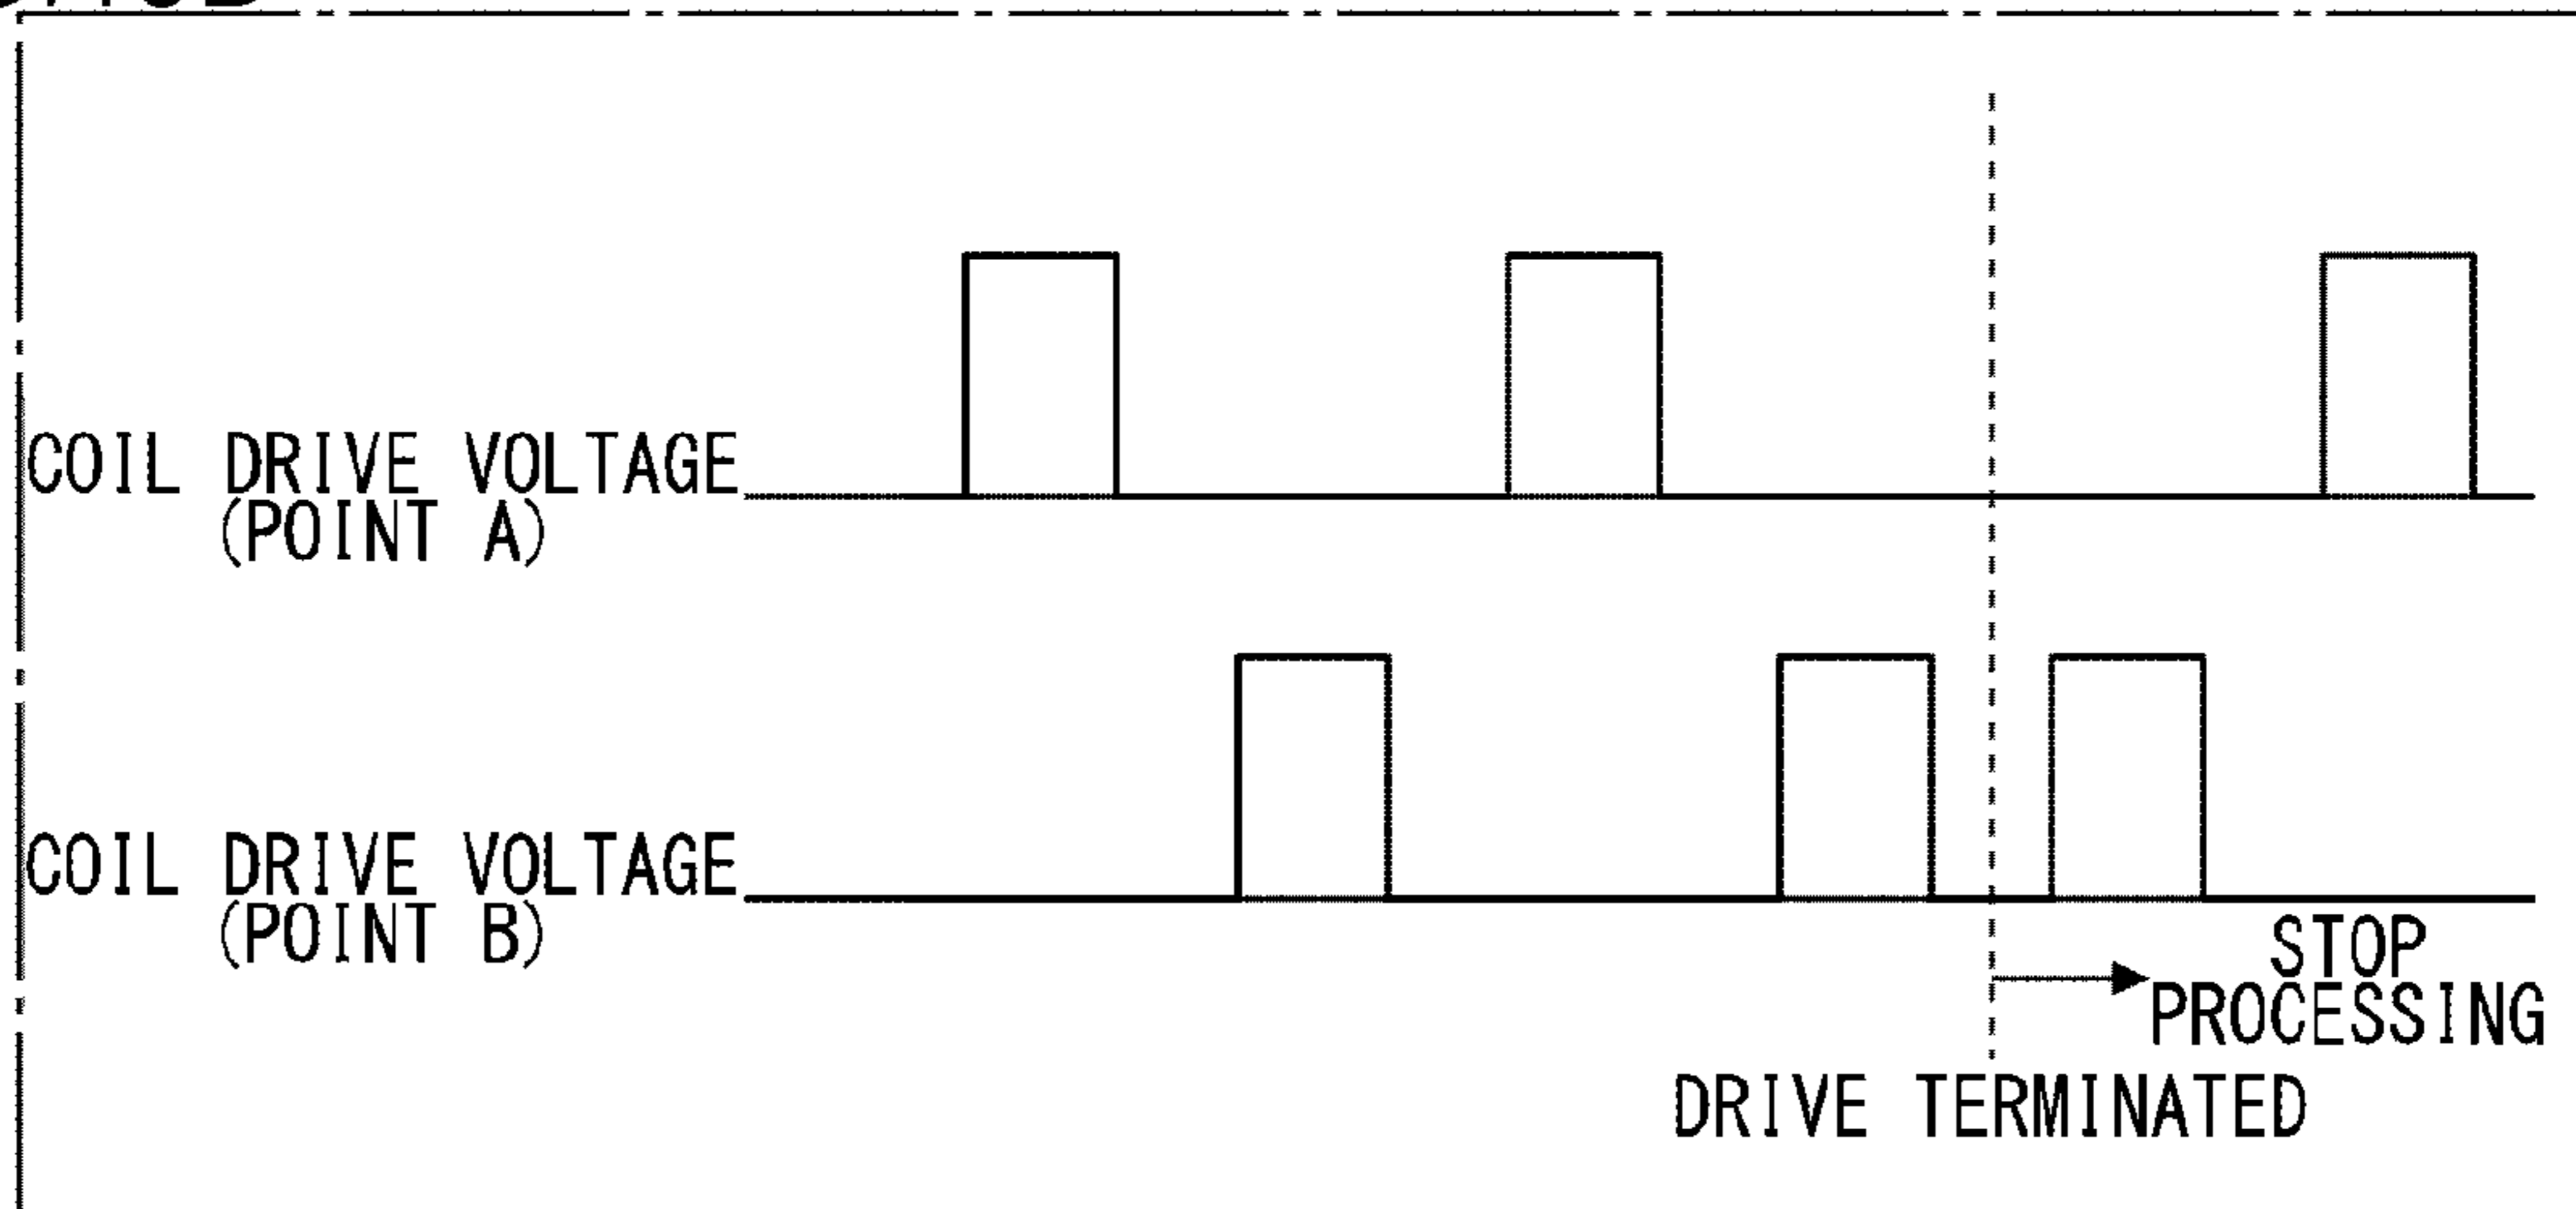 COIL DRIVE VOLTAGE
(POINT A)
COIL DRIVE VOLTAGE
(POINT B)
STOP
PROCESSING
DRIVE TERMINATED